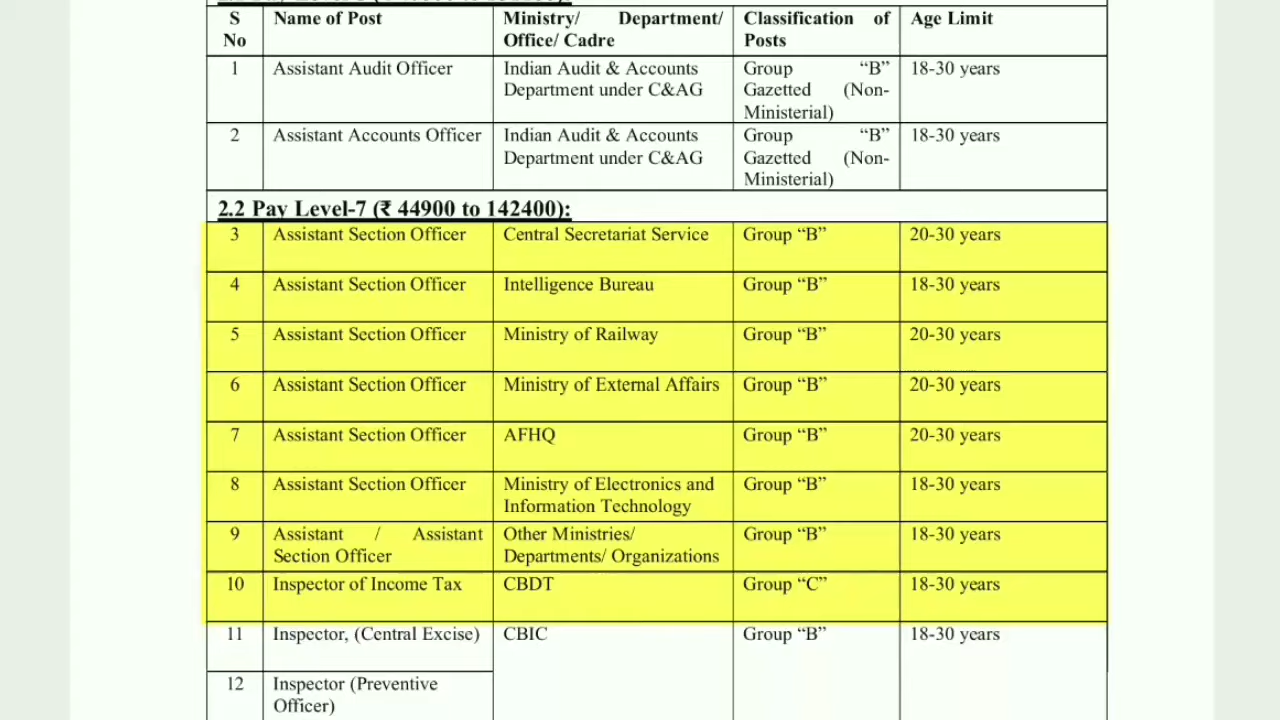 S No | Name of Post | Ministry/ Department/ Office/ Cadre | Classification of Posts | Age Limit
1 | Assistant Audit Officer | Indian Audit & Accounts Department under C&AG | Group “B” Gazetted (Non-Ministerial) | 18-30 years
2 | Assistant Accounts Officer | Indian Audit & Accounts Department under C&AG | Group “B” Gazetted (Non-Ministerial) | 18-30 years
2.2 Pay Level-7 (₹ 44900 to 142400):
3 | Assistant Section Officer | Central Secretariat Service | Group “B” | 20-30 years
4 | Assistant Section Officer | Intelligence Bureau | Group “B” | 18-30 years
5 | Assistant Section Officer | Ministry of Railway | Group “B” | 20-30 years
6 | Assistant Section Officer | Ministry of External Affairs | Group “B” | 20-30 years
7 | Assistant Section Officer | AFHQ | Group “B” | 20-30 years
8 | Assistant Section Officer | Ministry of Electronics and Information Technology | Group “B” | 18-30 years
9 | Assistant / Assistant Section Officer | Other Ministries/ Departments/ Organizations | Group “B” | 18-30 years
10 | Inspector of Income Tax | CBDT | Group “C” | 18-30 years
11 | Inspector, (Central Excise) | CBIC | Group “B” | 18-30 years
12 | Inspector (Preventive Officer)